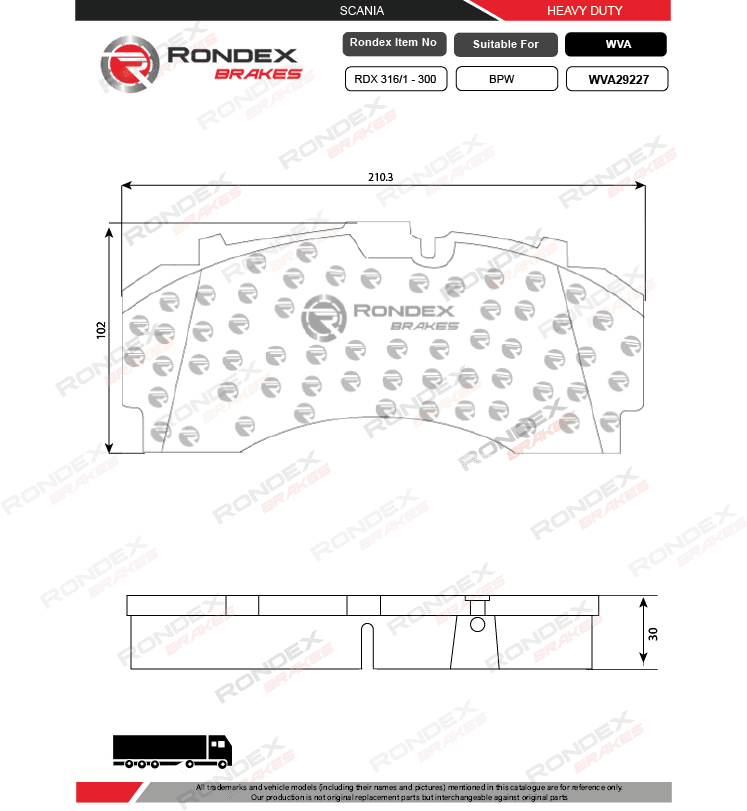 SCANIA
HEAVY DUTY
RONDEX
BRAKES
Rondex Item No
Suitable For
WVA
RDX 316/1 - 300
BPW
WVA29227
210.3
102
RONDEX
BRAKES
30
All trademarks and vehicle models (including their names and pictures) mentioned in this catalogue are for reference only.
Our production is not original replacement parts but interchangeable against original parts